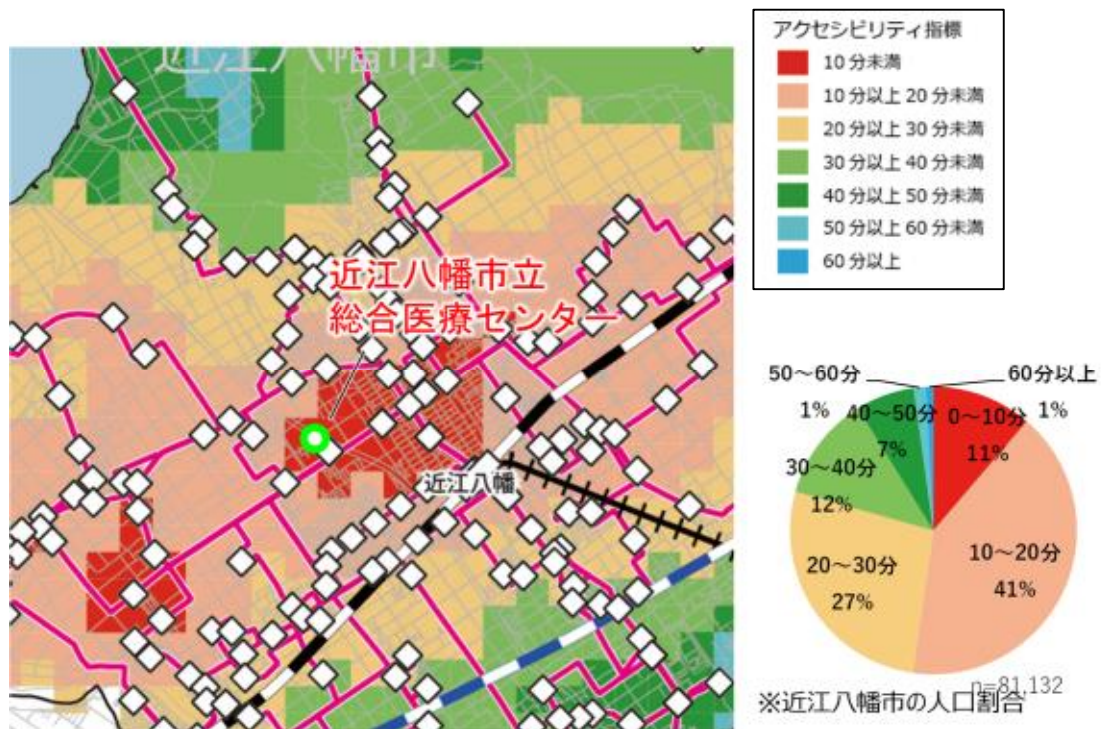 近江八幡市
近江八幡市立
総合医療センター
近江八幡
アクセシビリティ指標
10分未満
10分以上20分未満
20分以上30分未満
30分以上40分未満
40分以上50分未満
50分以上60分未満
60分以上
50～60分
1%
60分以上
1%
40～50分
7%
0～10分
11%
30～40分
12%
10～20分
41%
20～30分
27%
n=81,132
※近江八幡市の人口割合